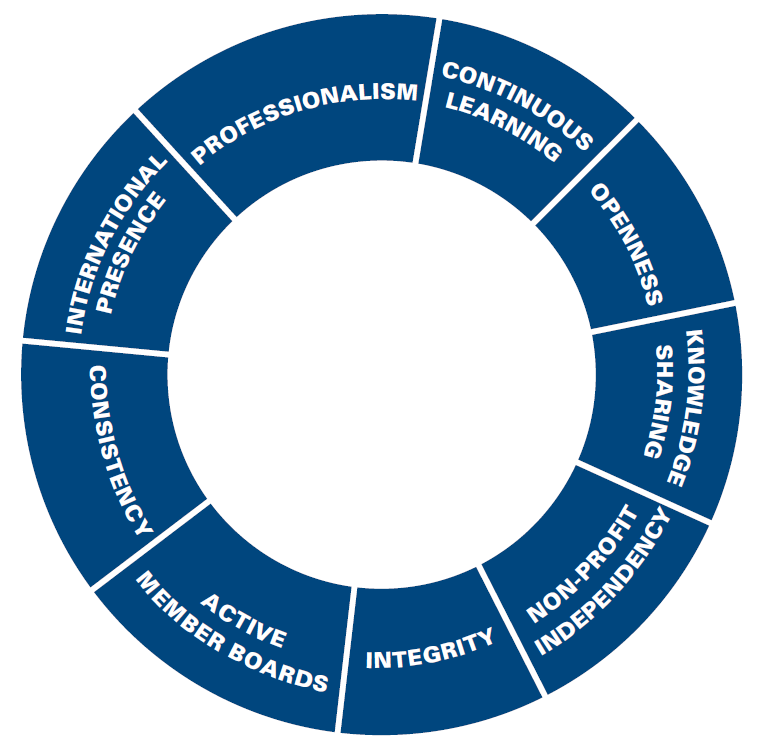 PROFESSIONALISM
CONTINUOUS
LEARNING
OPENNESS
KNOWLEDGE
SHARING
NON-PROFIT
INDEPENDENCY
INTEGRITY
ACTIVE
MEMBER BOARDS
CONSISTENCY
INTERNATIONAL
PRESENCE